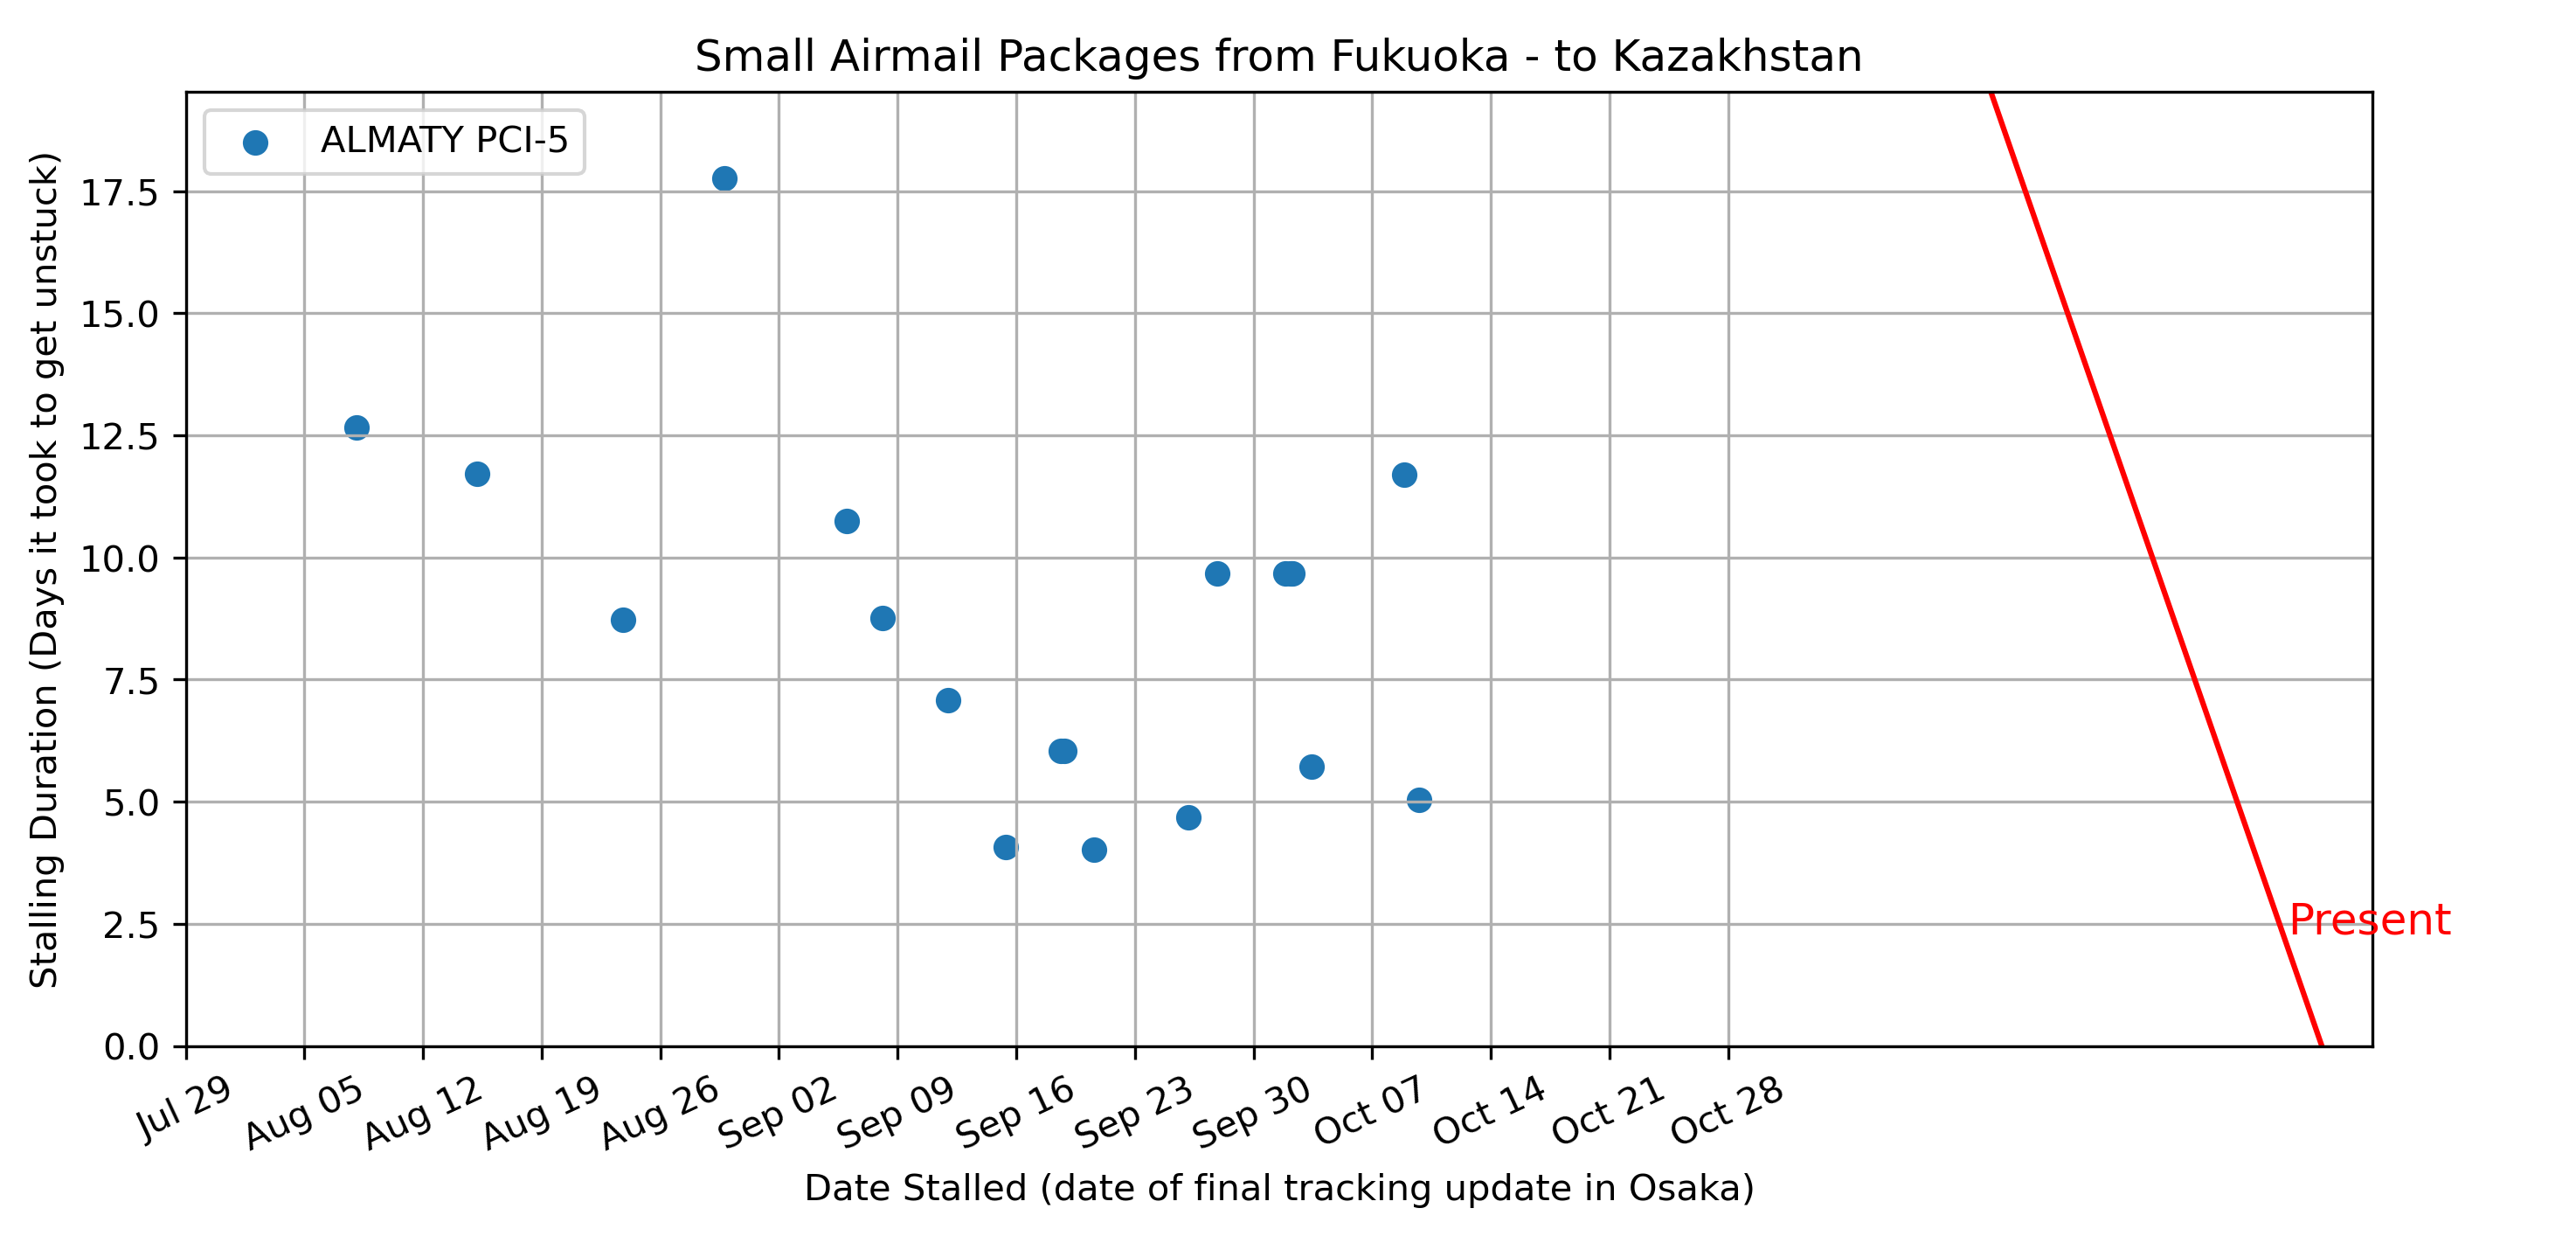 Small Airmail Packages from Fukuoka - to Kazakhstan
ALMATY PCI-5
Stalling Duration (Days it took to get unstuck)
17.5
15.0
12.5
10.0
7.5
5.0
2.5
0.0
Present
Jul 29
Aug 05
Aug 12
Aug 19
Aug 26
Sep 02
Sep 09
Sep 16
Sep 23
Sep 30
Oct 07
Oct 14
Oct 21
Oct 28
Date Stalled (date of final tracking update in Osaka)